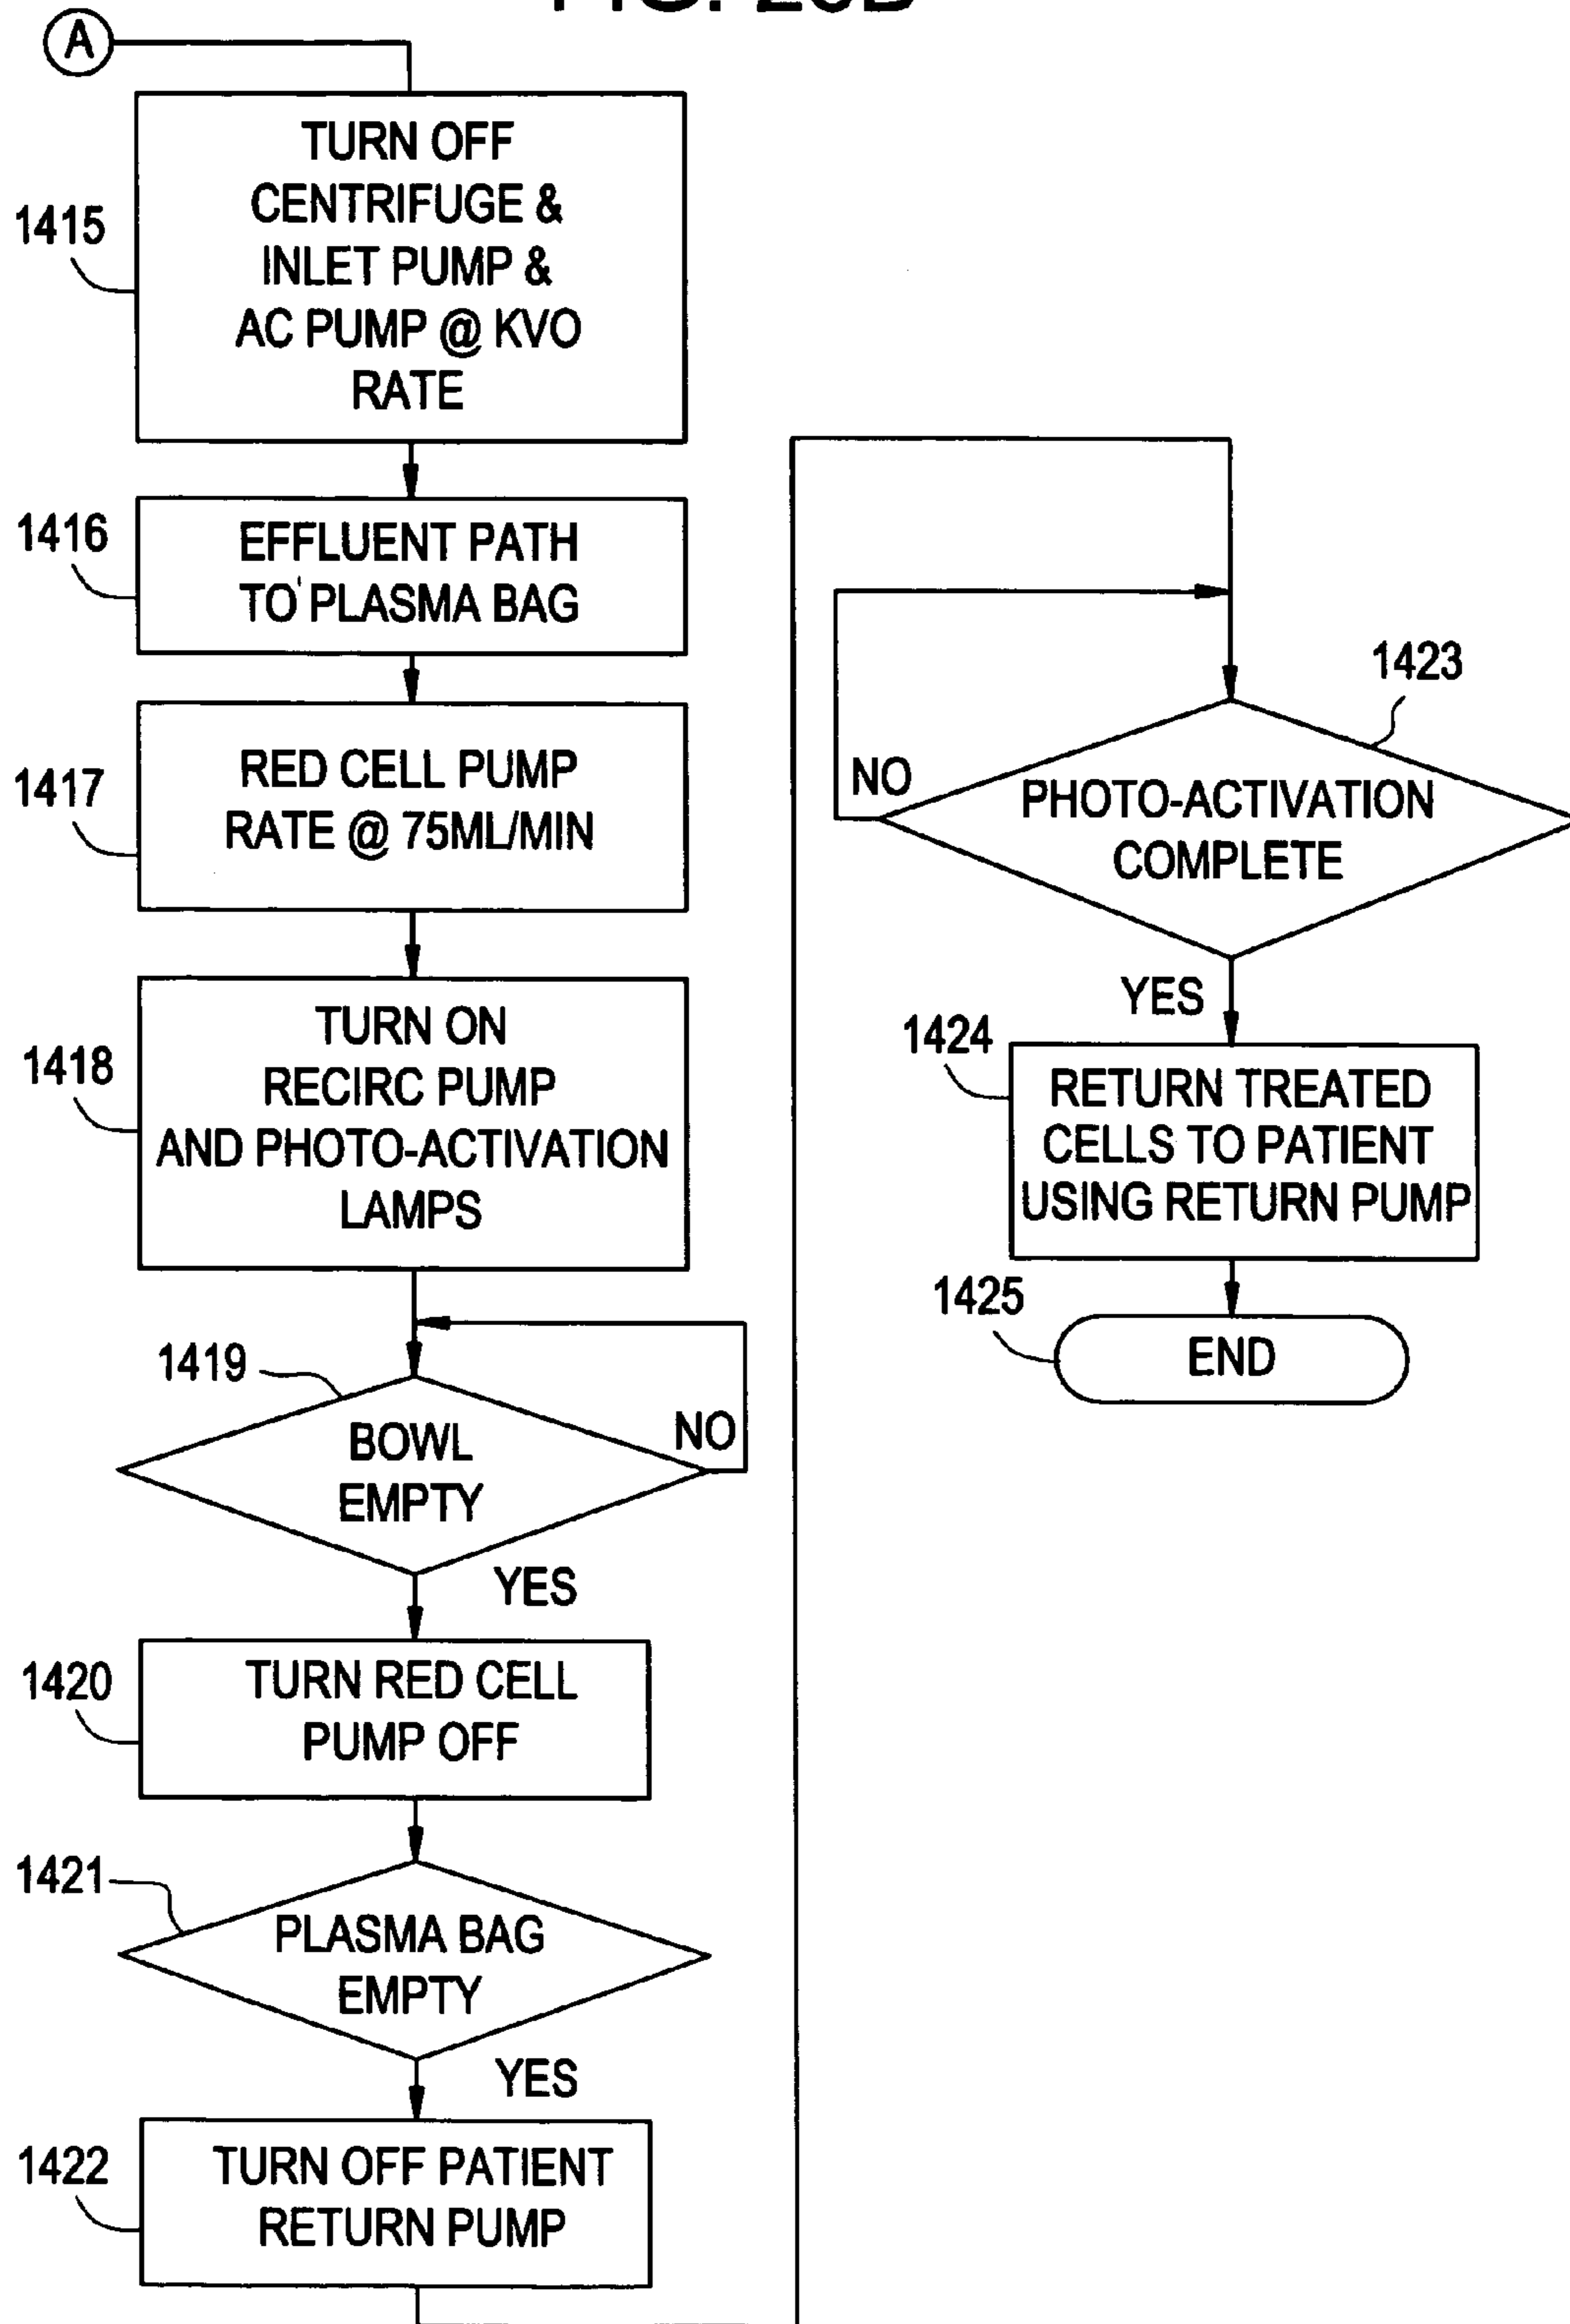 A
1415
TURN OFF
CENTRIFUGE &
INLET PUMP &
AC PUMP @ KVO
RATE
1416
EFFLUENT PATH
TO PLASMA BAG
1417
RED CELL PUMP
RATE @ 75ML/MIN
1418
TURN ON
RECIRC PUMP
AND PHOTO-ACTIVATION
LAMPS
1419
BOWL
EMPTY
NO
YES
1420
TURN RED CELL
PUMP OFF
1421
PLASMA BAG
EMPTY
YES
1422
TURN OFF PATIENT
RETURN PUMP
1423
PHOTO-ACTIVATION
COMPLETE
NO
YES
1424
RETURN TREATED
CELLS TO PATIENT
USING RETURN PUMP
1425
END